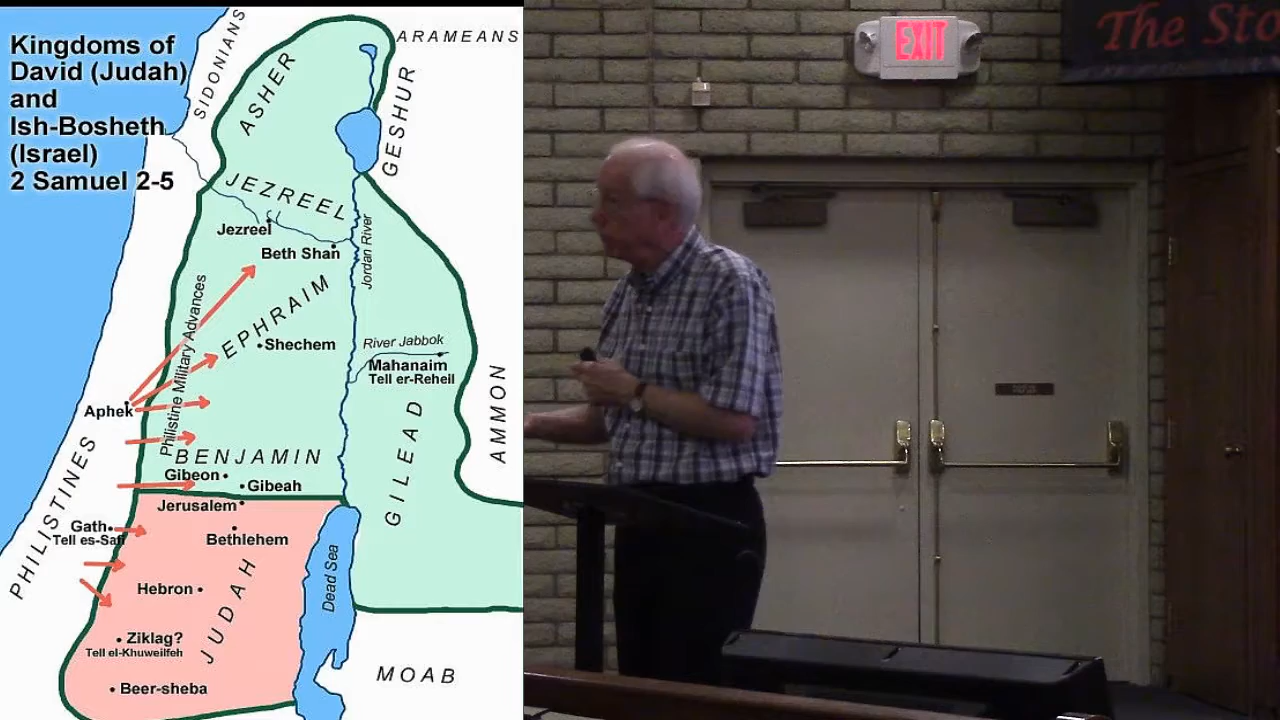 Kingdoms of
David (Judah)
and
Ish-Bosheth
(Israel)
2 Samuel 2-5
SIDONIANS
ASHER
ARAMEANS
GESHUR
JEZREEL
Jezreel
Beth Shan
Jordan River
Philistine Military Advances
EPHRAIM
Shechem
River Jabbok
Mahanaim
Tell er-Reheil
Aphek
AMMON
GILEAD
BENJAMIN
Gibeon
Gibeah
PHILISTINES
Jerusalem
Gath
Tell es-Safi
Bethlehem
Dead Sea
Hebron
JUDAH
Ziklag?
Tell el-Khuweilfeh
Beer-sheba
MOAB
EXIT
The Sto